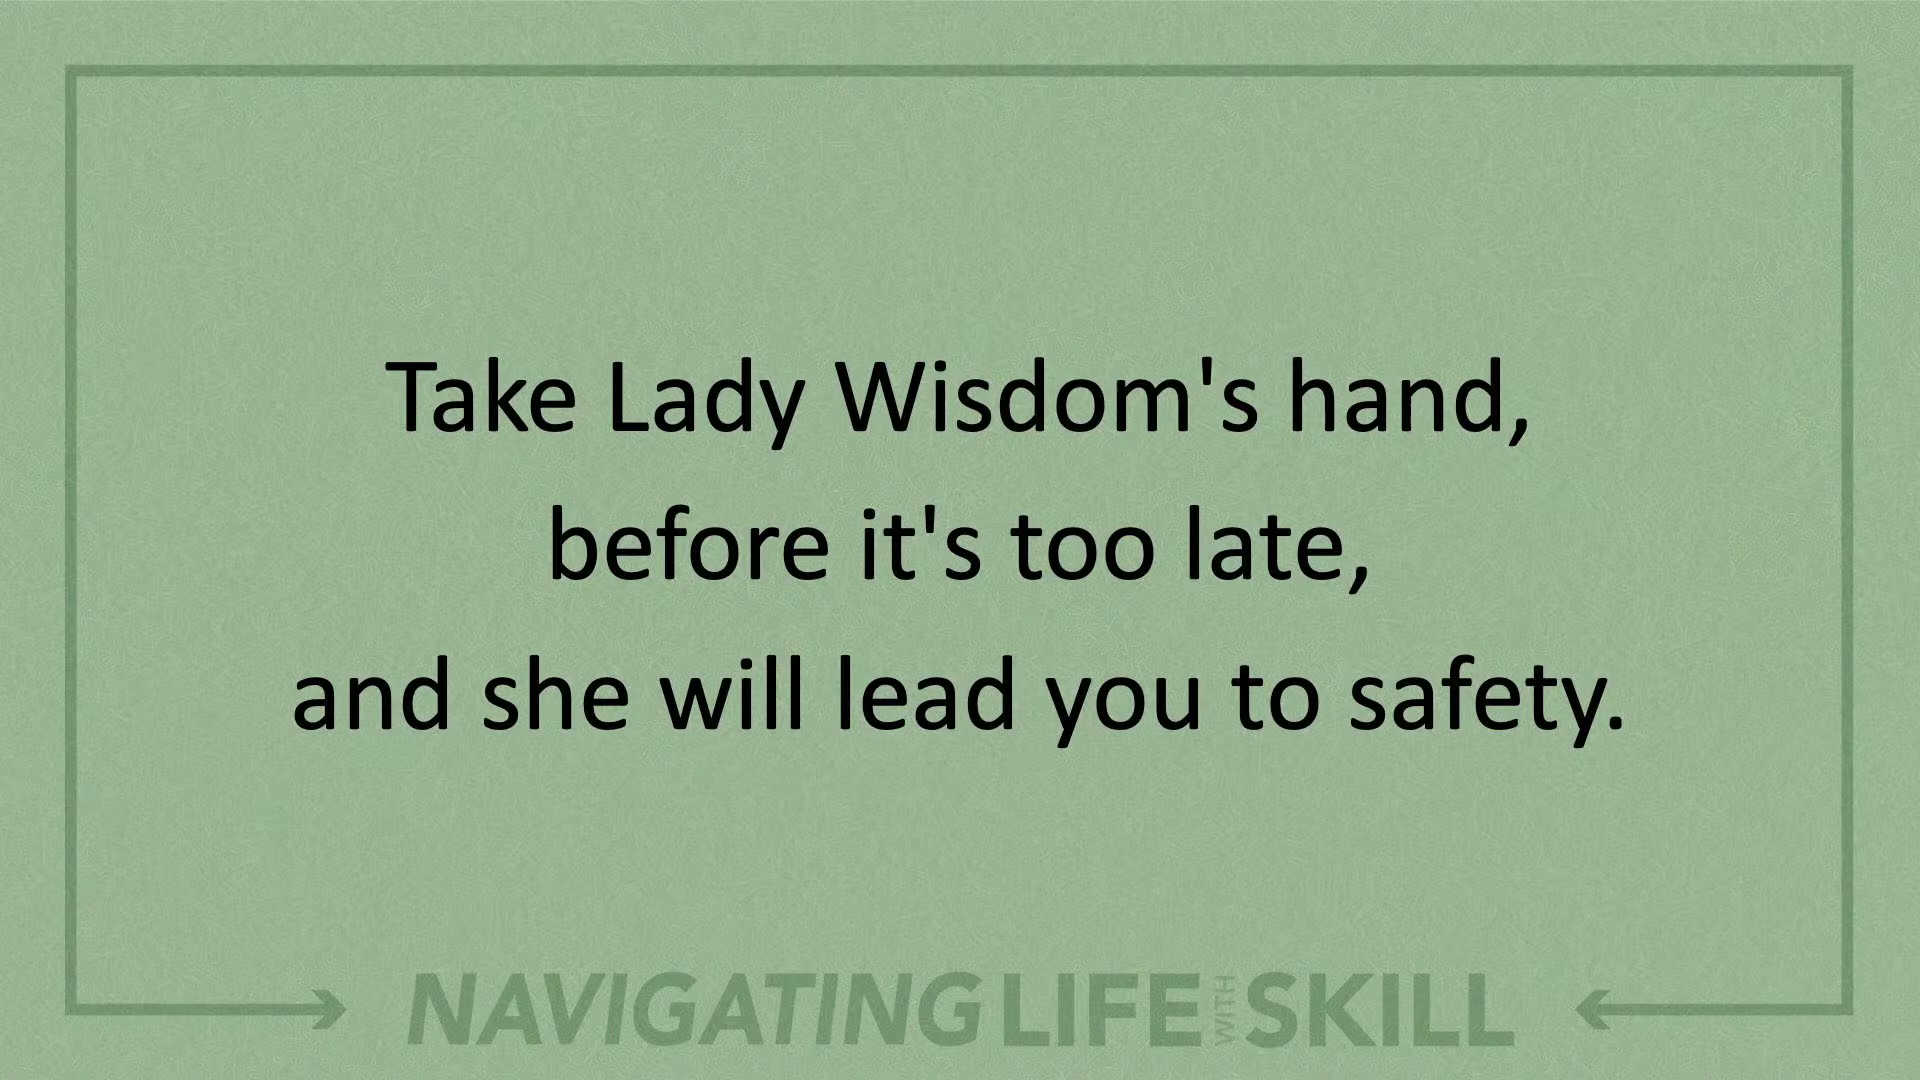 Take Lady Wisdom's hand,
before it's too late,
and she will lead you to safety.
NAVIGATING LIFE WITH SKILL